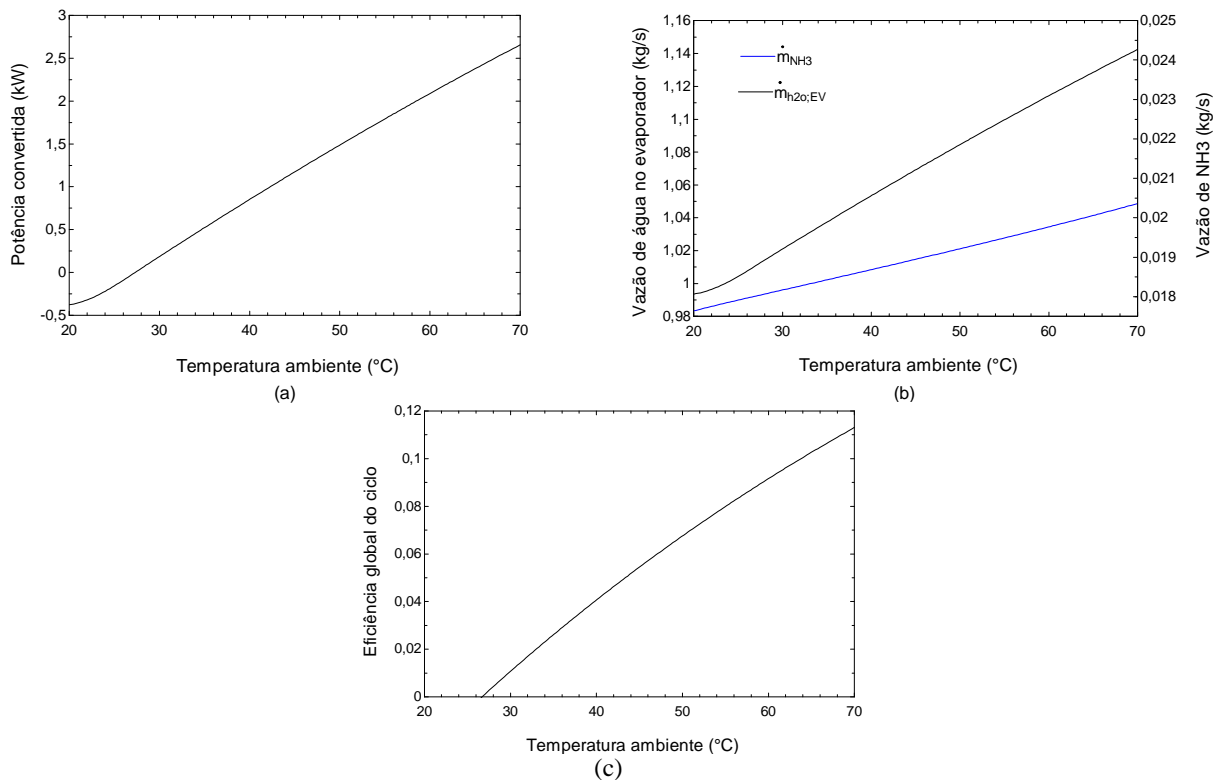 3
2,5
2
1,5
1
0,5
0
-0,5
Potência convertida (kW)
20 30 40 50 60 70
Temperatura ambiente (°C)
(a)
1,16
1,14
1,12
1,1
1,08
1,06
1,04
1,02
1
0,98
Vazão de água no evaporador (kg/s)
ṁNH3
ṁh2o;EV
0,025
0,024
0,023
0,022
0,021
0,02
0,019
0,018
Vazão de NH3 (kg/s)
20 30 40 50 60 70
Temperatura ambiente (°C)
(b)
0,12
0,1
0,08
0,06
0,04
0,02
0
Eficiência global do ciclo
20 30 40 50 60 70
Temperatura ambiente (°C)
(c)